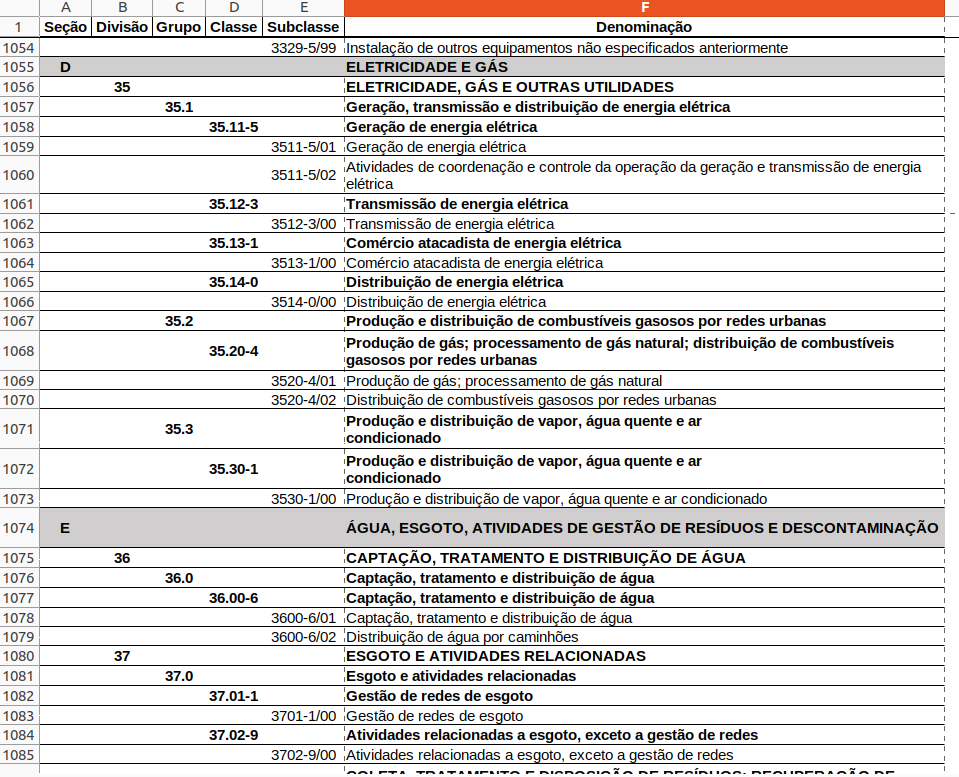 A B C D E F
1 Seção Divisão Grupo Classe Subclasse Denominação
1054 3329-5/99 Instalação de outros equipamentos não especificados anteriormente
1055 D ELETRICIDADE E GÁS
1056 35 ELETRICIDADE, GÁS E OUTRAS UTILIDADES
1057 35.1 Geração, transmissão e distribuição de energia elétrica
1058 35.11-5 Geração de energia elétrica
1059 3511-5/01 Geração de energia elétrica
1060 3511-5/02 Atividades de coordenação e controle da operação da geração e transmissão de energia
elétrica
1061 35.12-3 Transmissão de energia elétrica
1062 3512-3/00 Transmissão de energia elétrica
1063 35.13-1 Comércio atacadista de energia elétrica
1064 3513-1/00 Comércio atacadista de energia elétrica
1065 35.14-0 Distribuição de energia elétrica
1066 3514-0/00 Distribuição de energia elétrica
1067 35.2 Produção e distribuição de combustíveis gasosos por redes urbanas
1068 35.20-4 Produção de gás; processamento de gás natural; distribuição de combustíveis
gasosos por redes urbanas
1069 3520-4/01 Produção de gás; processamento de gás natural
1070 3520-4/02 Distribuição de combustíveis gasosos por redes urbanas
1071 35.3 Produção e distribuição de vapor, água quente e ar
condicionado
1072 35.30-1 Produção e distribuição de vapor, água quente e ar
condicionado
1073 3530-1/00 Produção e distribuição de vapor, água quente e ar condicionado
1074 E ÁGUA, ESGOTO, ATIVIDADES DE GESTÃO DE RESÍDUOS E DESCONTAMINAÇÃO
1075 36 CAPTAÇÃO, TRATAMENTO E DISTRIBUIÇÃO DE ÁGUA
1076 36.0 Captação, tratamento e distribuição de água
1077 36.00-6 Captação, tratamento e distribuição de água
1078 3600-6/01 Captação, tratamento e distribuição de água
1079 3600-6/02 Distribuição de água por caminhões
1080 37 ESGOTO E ATIVIDADES RELACIONADAS
1081 37.0 Esgoto e atividades relacionadas
1082 37.01-1 Gestão de redes de esgoto
1083 3701-1/00 Gestão de redes de esgoto
1084 37.02-9 Atividades relacionadas a esgoto, exceto a gestão de redes
1085 3702-9/00 Atividades relacionadas a esgoto, exceto a gestão de redes
COLETA, TRATAMENTO E DISPOSIÇÃO DE RESÍDUOS; RECUPERAÇÃO DE